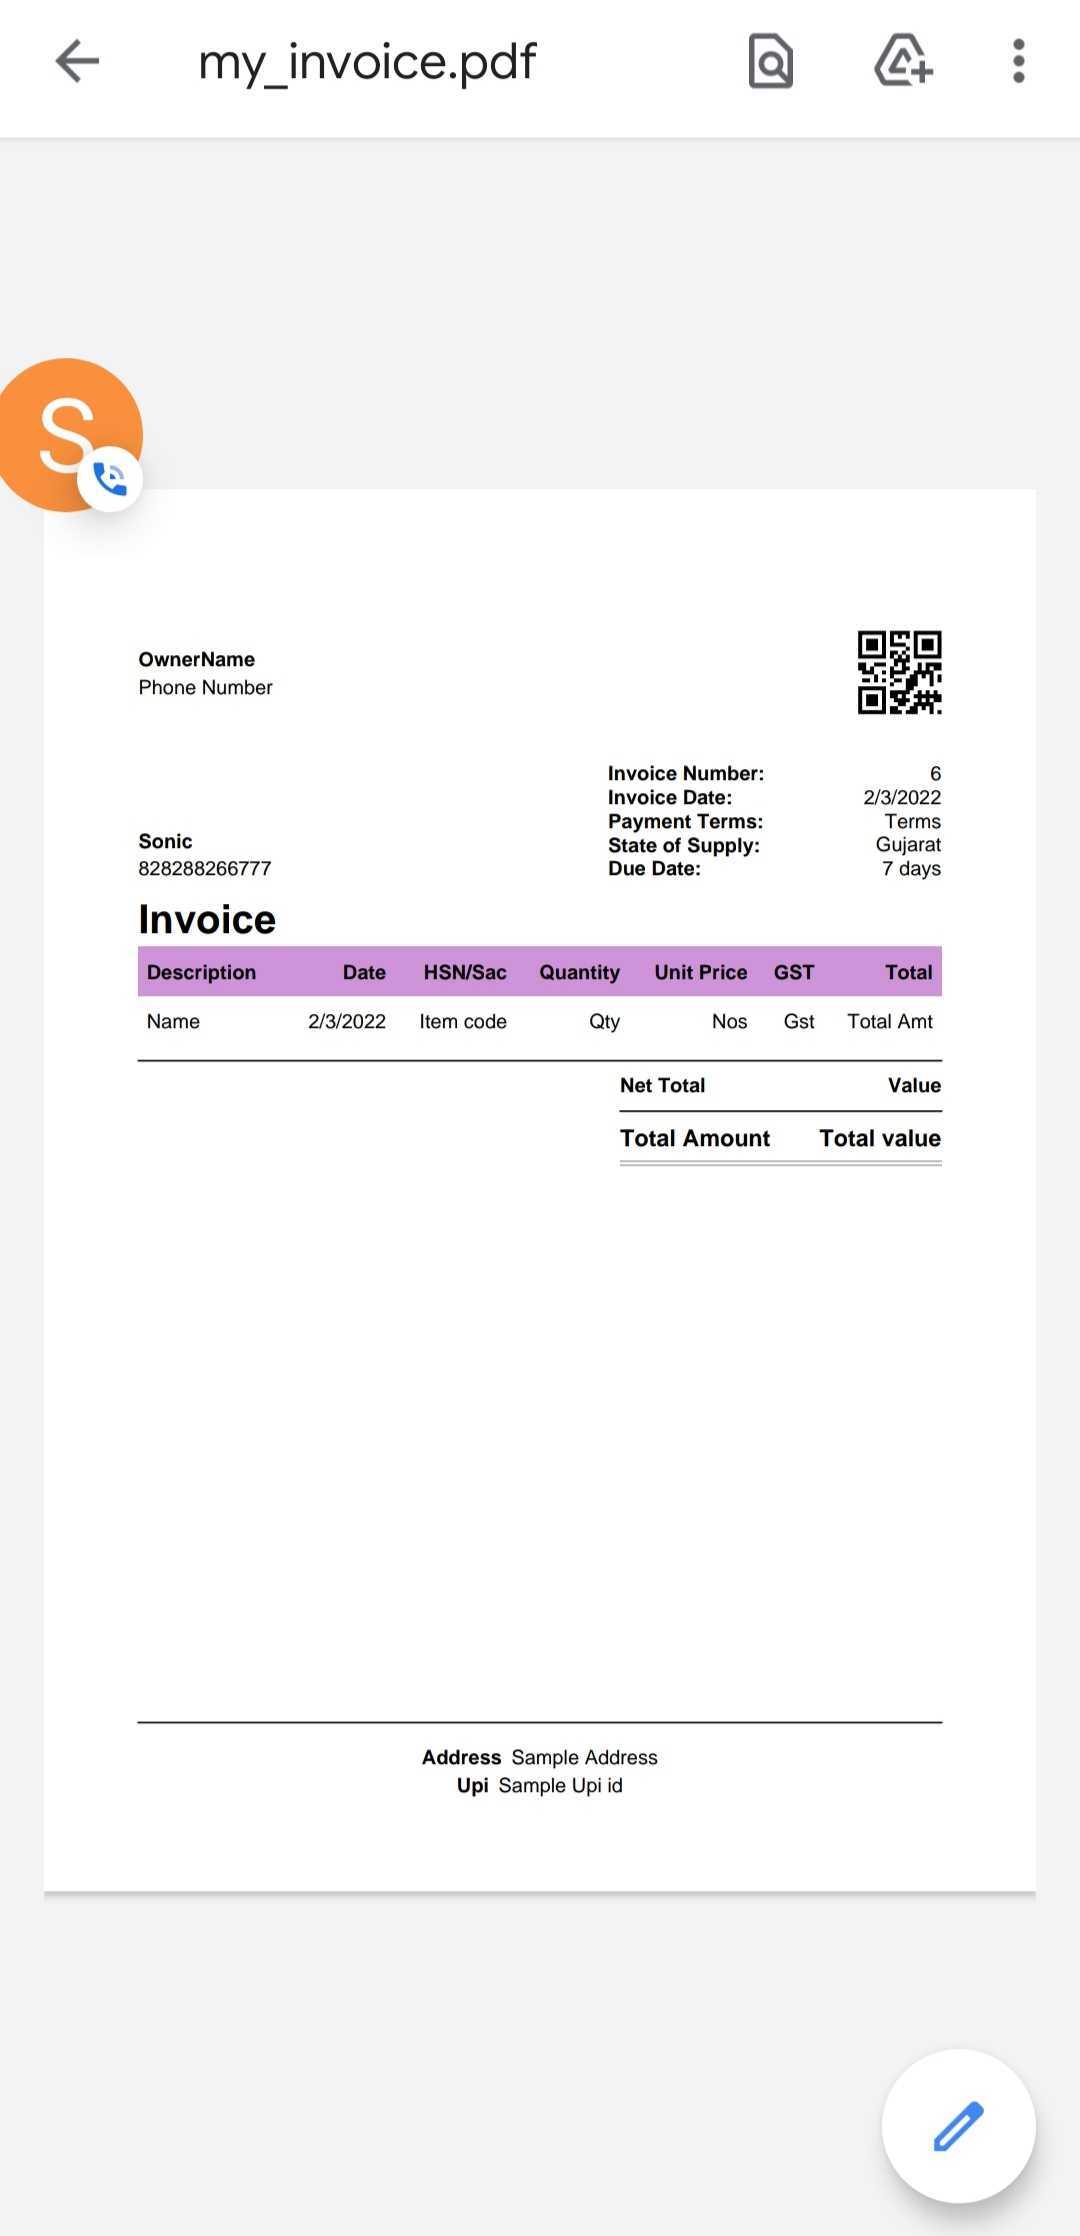 my_invoice.pdf
S
OwnerName
Phone Number
Invoice Number: 6
Invoice Date: 2/3/2022
Payment Terms: Terms
State of Supply: Gujarat
Due Date: 7 days
Sonic
828288266777
Invoice
Description Date HSN/Sac Quantity Unit Price GST Total
Name 2/3/2022 Item code Qty Nos Gst Total Amt
Net Total Value
Total Amount Total value
Address Sample Address
Upi Sample Upi id